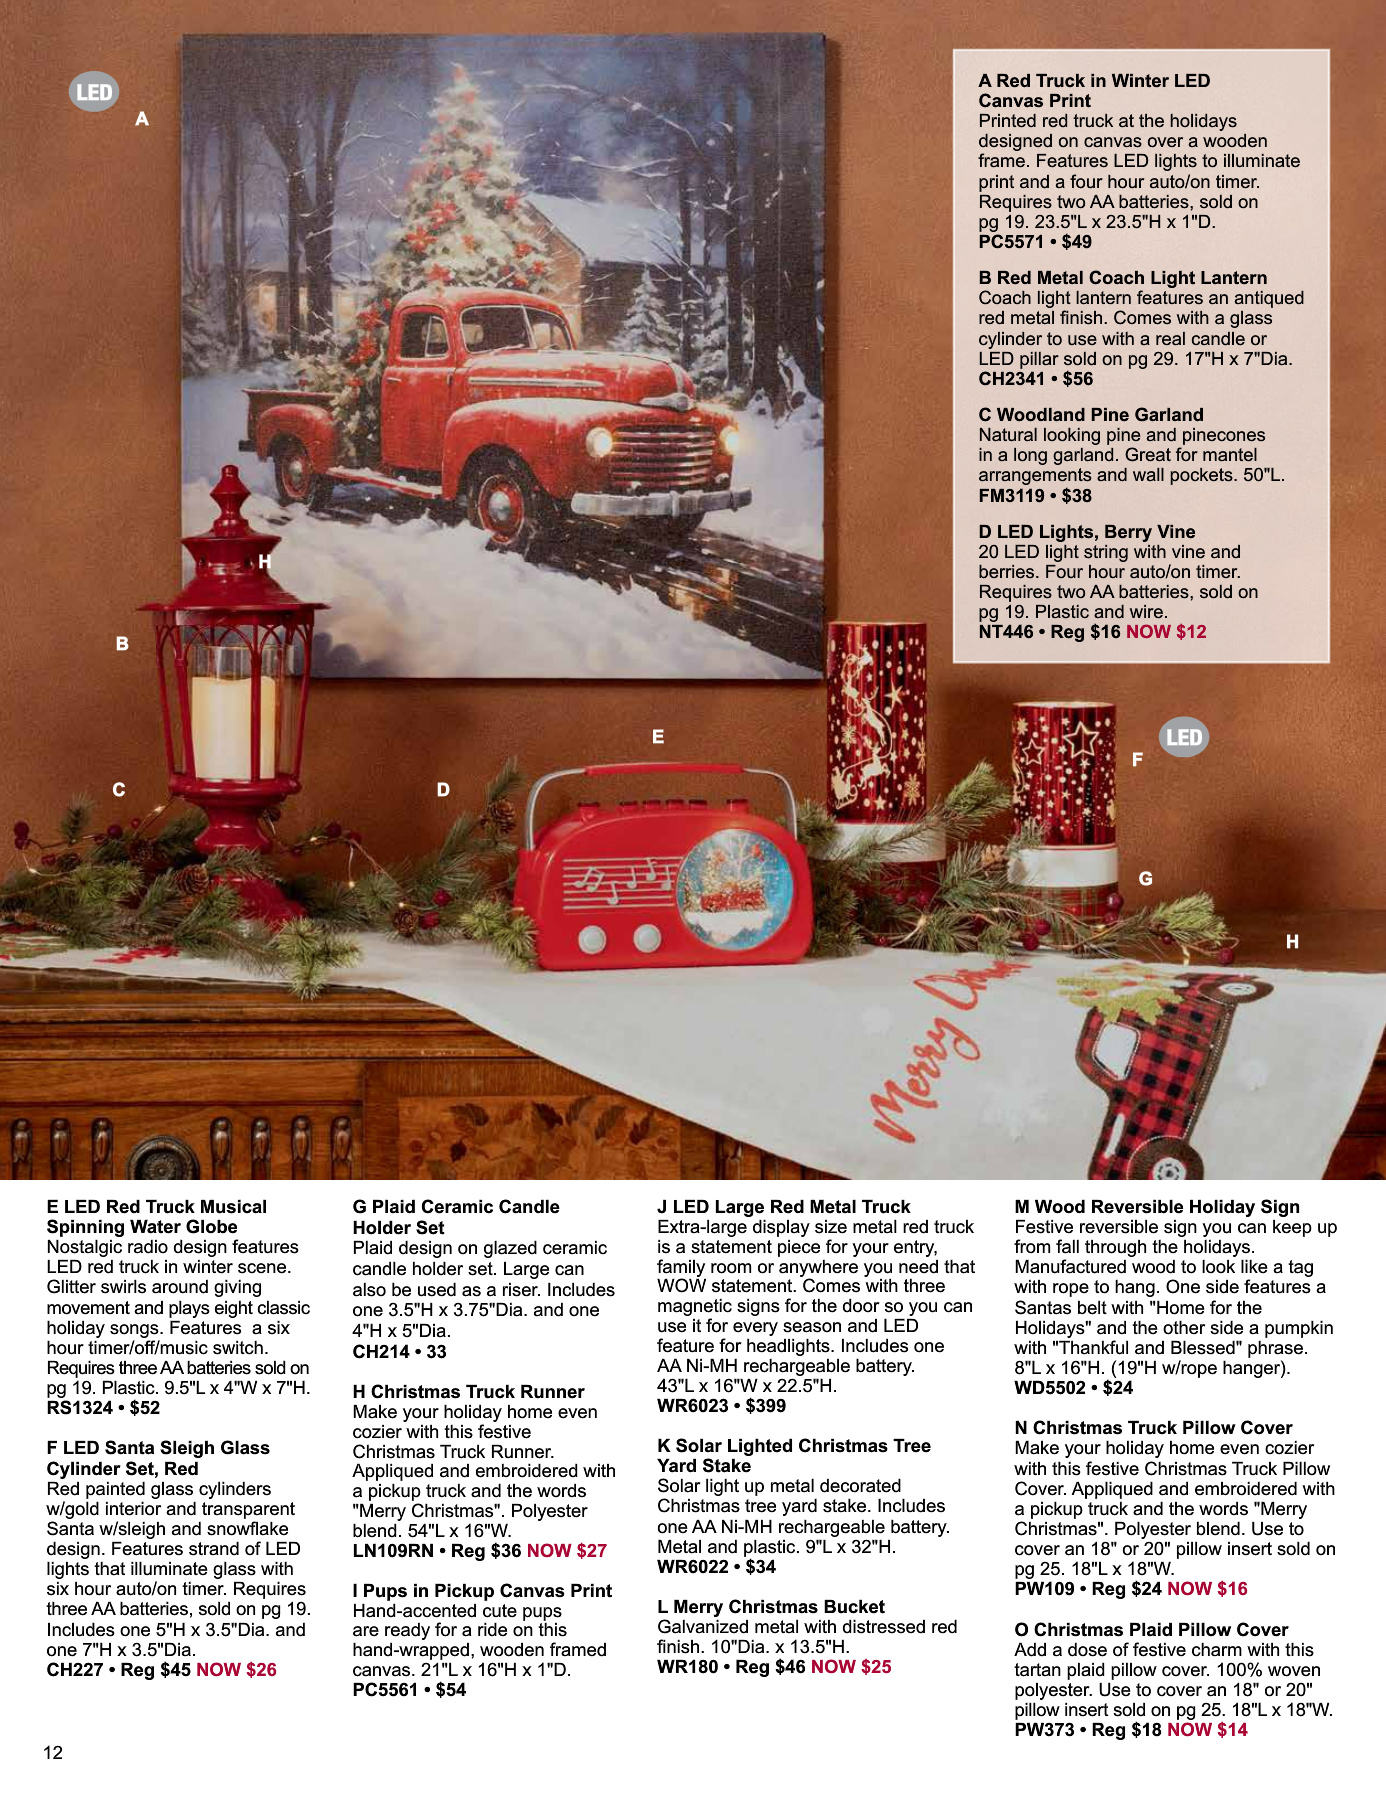 LED
A
A Red Truck in Winter LED
Canvas Print
Printed red truck at the holidays
designed on canvas over a wooden
frame. Features LED lights to illuminate
print and a four hour auto/on timer.
Requires two AA batteries, sold on
pg 19. 23.5"L x 23.5"H x 1"D.
PC5571 • $49
B Red Metal Coach Light Lantern
Coach light lantern features an antiqued
red metal finish. Comes with a glass
cylinder to use with a real candle or
LED pillar sold on pg 29. 17"H x 7"Dia.
CH2341 • $56
C Woodland Pine Garland
Natural looking pine and pinecones
in a long garland. Great for mantel
arrangements and wall pockets. 50"L.
FM3119 • $38
D LED Lights, Berry Vine
20 LED light string with vine and
berries. Four hour auto/on timer.
Requires two AA batteries, sold on
pg 19. Plastic and wire.
NT446 • Reg $16 NOW $12
H
B
E
LED
F
C
D
G
H
Merry
E LED Red Truck Musical
Spinning Water Globe
Nostalgic radio design features
LED red truck in winter scene.
Glitter swirls around giving
movement and plays eight classic
holiday songs. Features  a six
hour timer/off/music switch.
Requires three AA batteries sold on
pg 19. Plastic. 9.5"L x 4"W x 7"H.
RS1324 • $52
F LED Santa Sleigh Glass
Cylinder Set, Red
Red painted glass cylinders
w/gold interior and transparent
Santa w/sleigh and snowflake
design. Features strand of LED
lights that illuminate glass with
six hour auto/on timer. Requires
three AA batteries, sold on pg 19.
Includes one 5"H x 3.5"Dia. and
one 7"H x 3.5"Dia.
CH227 • Reg $45 NOW $26
G Plaid Ceramic Candle
Holder Set
Plaid design on glazed ceramic
candle holder set. Large can
also be used as a riser. Includes
one 3.5"H x 3.75"Dia. and one
4"H x 5"Dia.
CH214 • 33
H Christmas Truck Runner
Make your holiday home even
cozier with this festive
Christmas Truck Runner.
Appliqued and embroidered with
a pickup truck and the words
"Merry Christmas". Polyester
blend. 54"L x 16"W.
LN109RN • Reg $36 NOW $27
I Pups in Pickup Canvas Print
Hand-accented cute pups
are ready for a ride on this
hand-wrapped, wooden framed
canvas. 21"L x 16"H x 1"D.
PC5561 • $54
J LED Large Red Metal Truck
Extra-large display size metal red truck
is a statement piece for your entry,
family room or anywhere you need that
WOW statement. Comes with three
magnetic signs for the door so you can
use it for every season and LED
feature for headlights. Includes one
AA Ni-MH rechargeable battery.
43"L x 16"W x 22.5"H.
WR6023 • $399
K Solar Lighted Christmas Tree
Yard Stake
Solar light up metal decorated
Christmas tree yard stake. Includes
one AA Ni-MH rechargeable battery.
Metal and plastic. 9"L x 32"H.
WR6022 • $34
L Merry Christmas Bucket
Galvanized metal with distressed red
finish. 10"Dia. x 13.5"H.
WR180 • Reg $46 NOW $25
M Wood Reversible Holiday Sign
Festive reversible sign you can keep up
from fall through the holidays.
Manufactured wood to look like a tag
with rope to hang. One side features a
Santas belt with "Home for the
Holidays" and the other side a pumpkin
with "Thankful and Blessed" phrase.
8"L x 16"H. (19"H w/rope hanger).
WD5502 • $24
N Christmas Truck Pillow Cover
Make your holiday home even cozier
with this festive Christmas Truck Pillow
Cover. Appliqued and embroidered with
a pickup truck and the words "Merry
Christmas". Polyester blend. Use to
cover an 18" or 20" pillow insert sold on
pg 25. 18"L x 18"W.
PW109 • Reg $24 NOW $16
O Christmas Plaid Pillow Cover
Add a dose of festive charm with this
tartan plaid pillow cover. 100% woven
polyester. Use to cover an 18" or 20"
pillow insert sold on pg 25. 18"L x 18"W.
PW373 • Reg $18 NOW $14
12